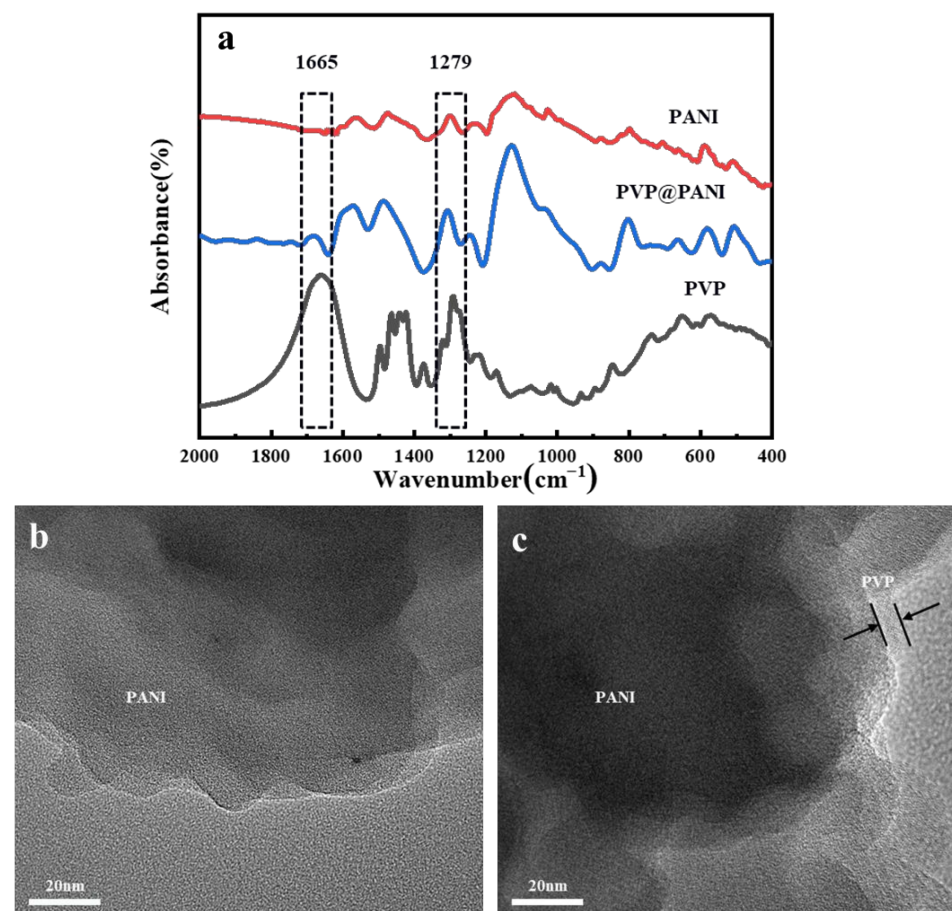 a
1665
1279
PANI
PVP@PANI
PVP
Absorbance(%)
2000
1800
1600
1400
1200
1000
800
600
400
Wavenumber(cm⁻¹)
b
PANI
20nm
c
PVP
PANI
20nm